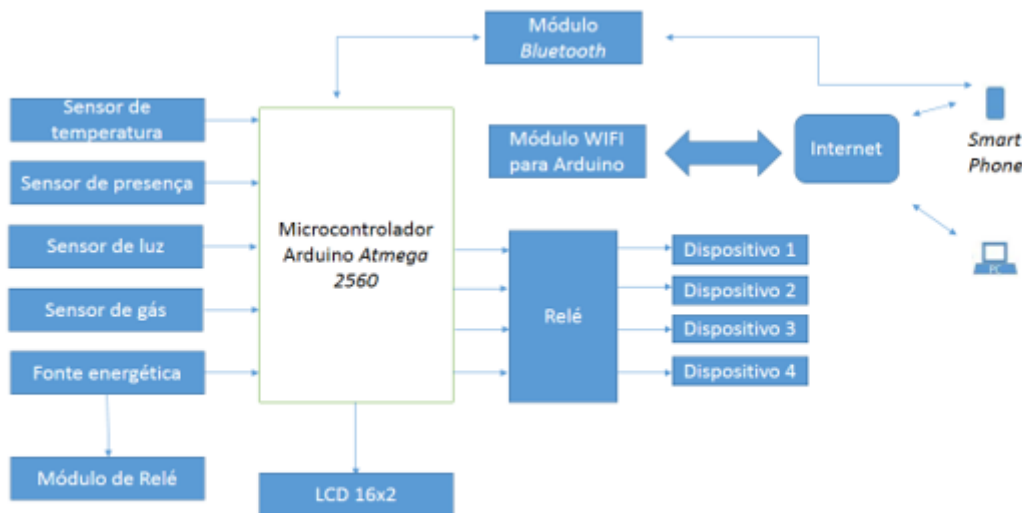 Módulo
Bluetooth
Sensor de
temperatura
Sensor de presença
Sensor de luz
Sensor de gás
Fonte energética
Módulo de Relé
Microcontrolador
Arduino Atmega
2560
LCD 16x2
Módulo WIFI
para Arduino
Internet
Smart
Phone
PC
Relé
Dispositivo 1
Dispositivo 2
Dispositivo 3
Dispositivo 4